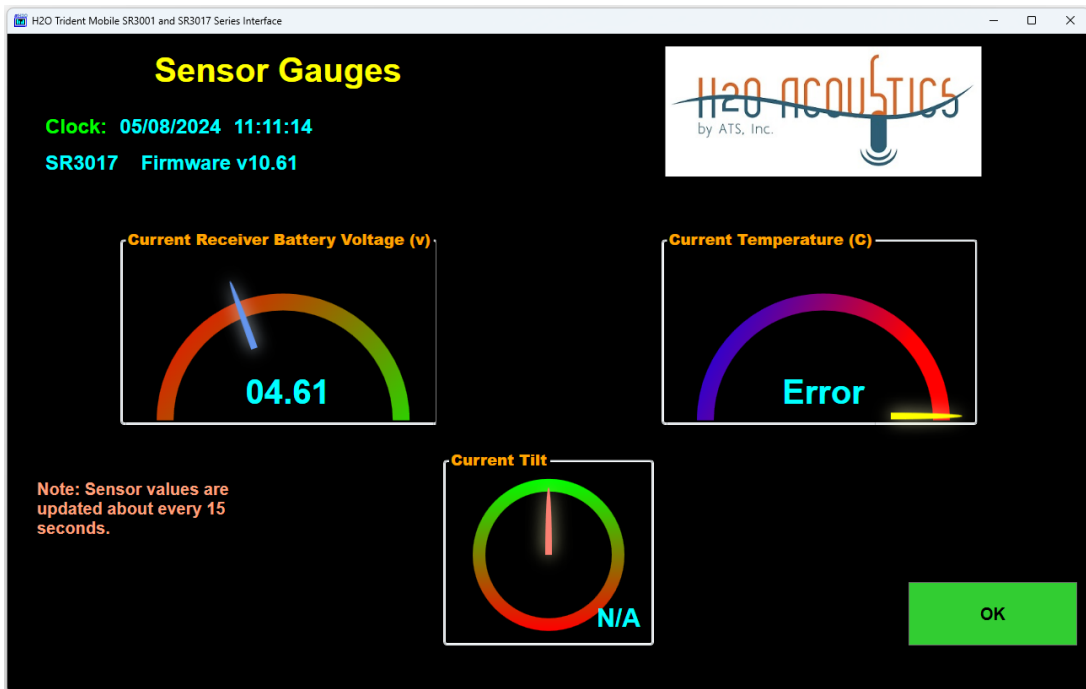 H2O Trident Mobile SR3001 and SR3017 Series Interface
Sensor Gauges
H2O ACOUSTICS
by ATS, Inc.
Clock: 05/08/2024 11:11:14
SR3017 Firmware v10.61
Current Receiver Battery Voltage (v)
04.61
Current Temperature (C)
Error
Current Tilt
N/A
Note: Sensor values are
updated about every 15
seconds.
OK